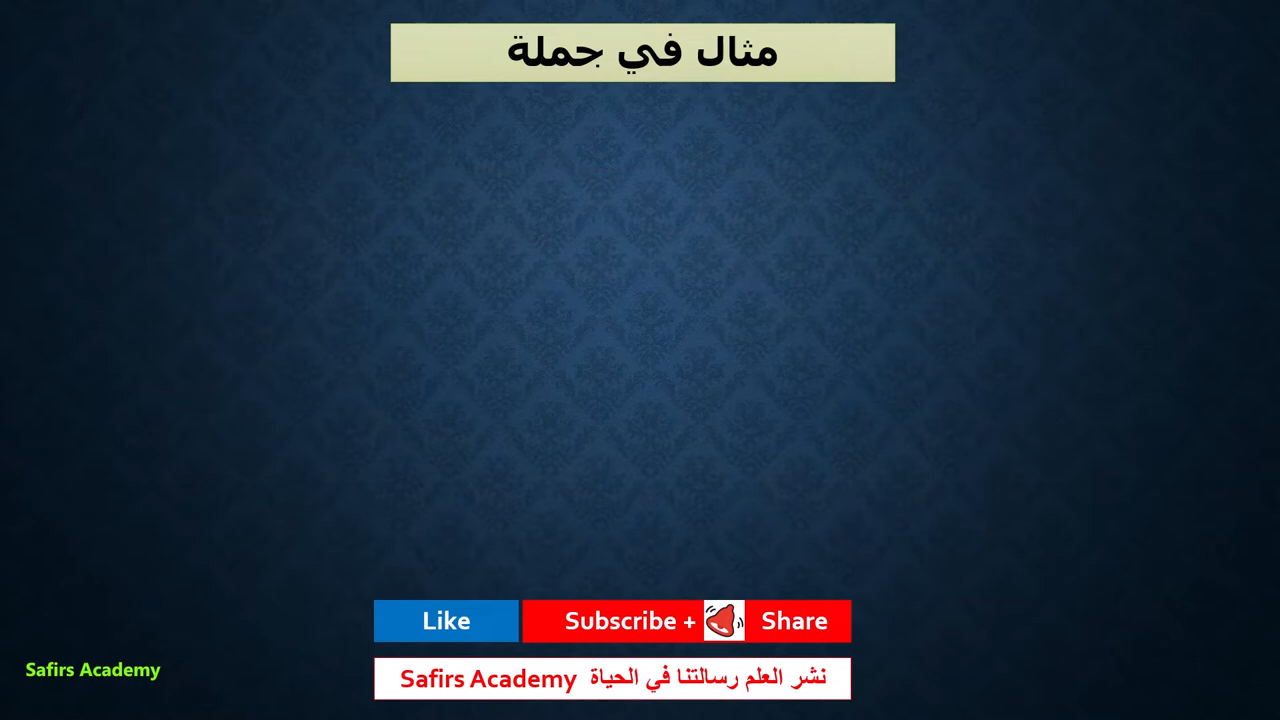 مثال في جملة
Like
Subscribe + Share
Safirs Academy
نشر العلم رسالتنا في الحياة Safirs Academy